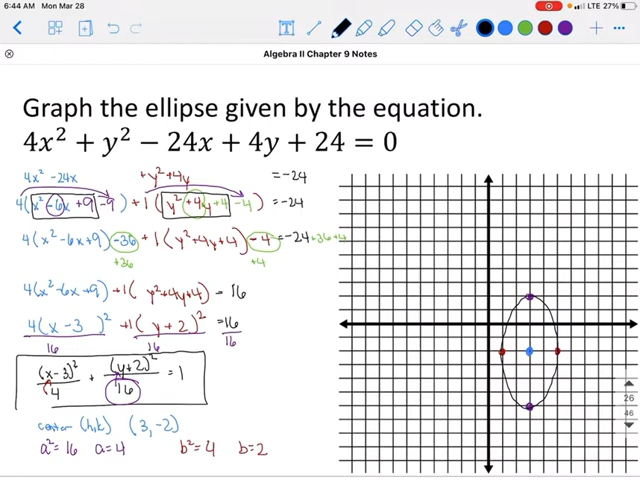 6:44 AM Mon Mar 28
LTE 27%
Algebra II Chapter 9 Notes
Graph the ellipse given by the equation.
4x² + y² − 24x + 4y + 24 = 0
4x² - 24x + y² + 4y = -24
4(x² - 6x + 9 - 9) + 1(y² + 4y + 4 - 4) = -24
4(x² - 6x + 9) - 36 + 1(y² + 4y + 4) - 4 = -24 + 36 + 4
+36 +4
4(x² - 6x + 9) + 1(y² + 4y + 4) = 16
4(x - 3)² + 1(y + 2)² = 16
16 16 16
(x - 3)²/4 + (y + 2)²/16 = 1
center (h,k) (3, -2)
a² = 16 a = 4 b² = 4 b = 2
26
46